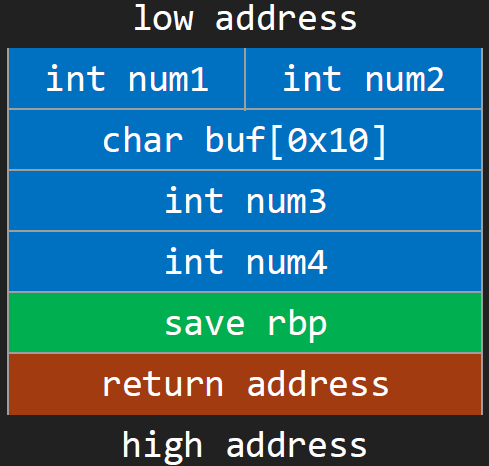 low address
int num1 int num2
char buf[0x10]
int num3
int num4
save rbp
return address
high address